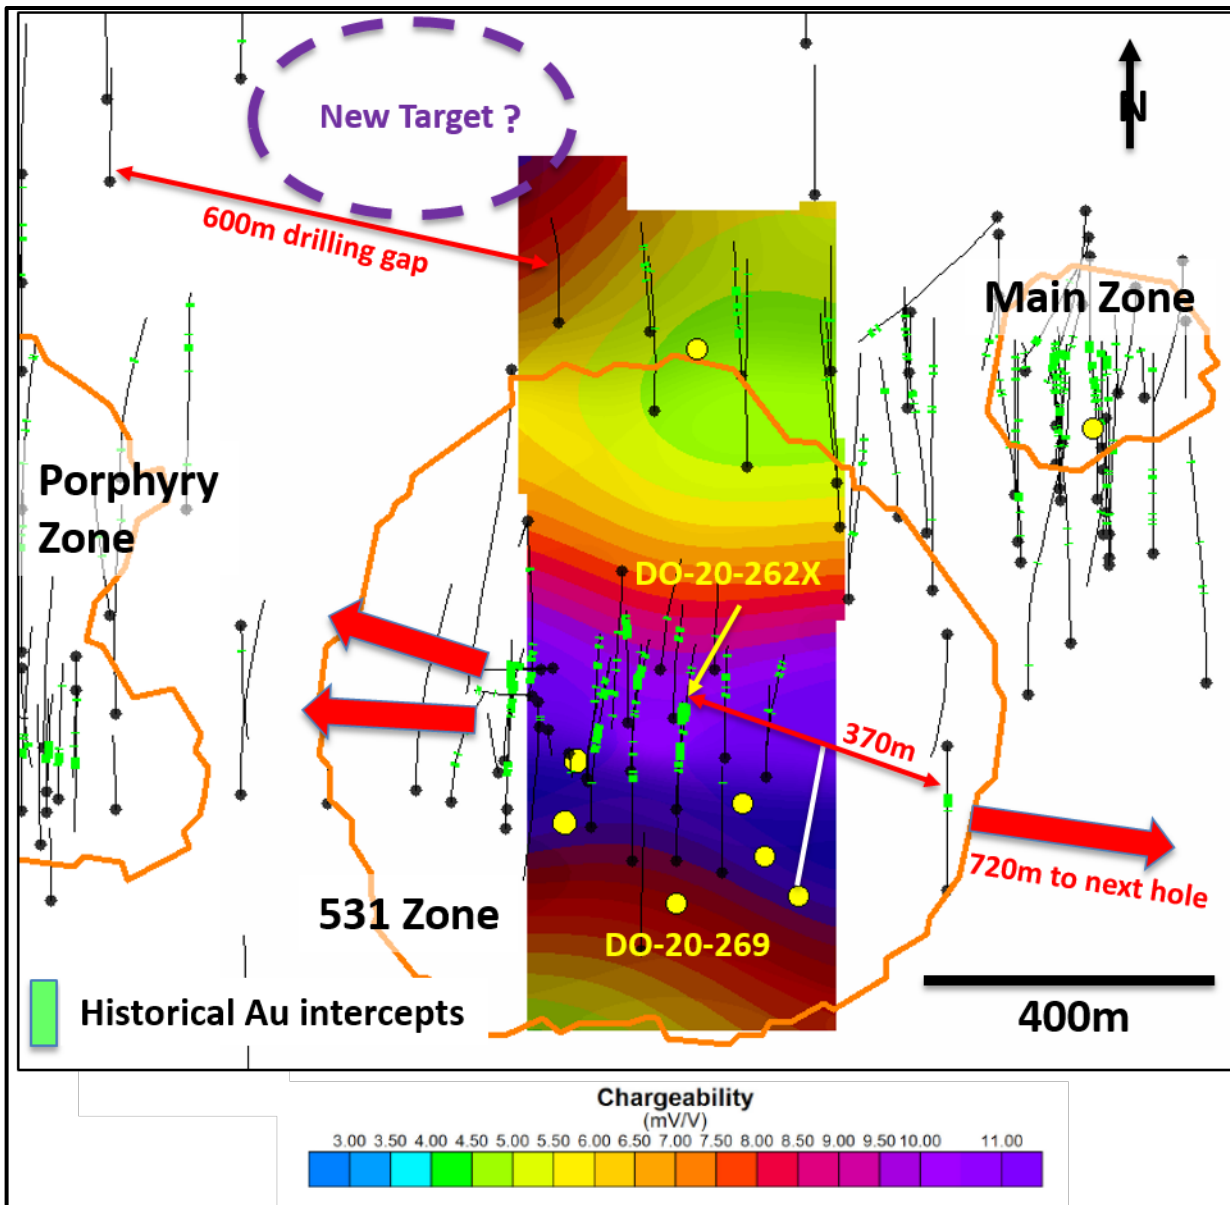 New Target ?
N
600m drilling gap
Main Zone
Porphyry
Zone
DO-20-262X
370m
720m to next hole
531 Zone
DO-20-269
Historical Au intercepts
400m
Chargeability
(mV/V)
3.00 3.50 4.00 4.50 5.00 5.50 6.00 6.50 7.00 7.50 8.00 8.50 9.00 9.50 10.00 11.00